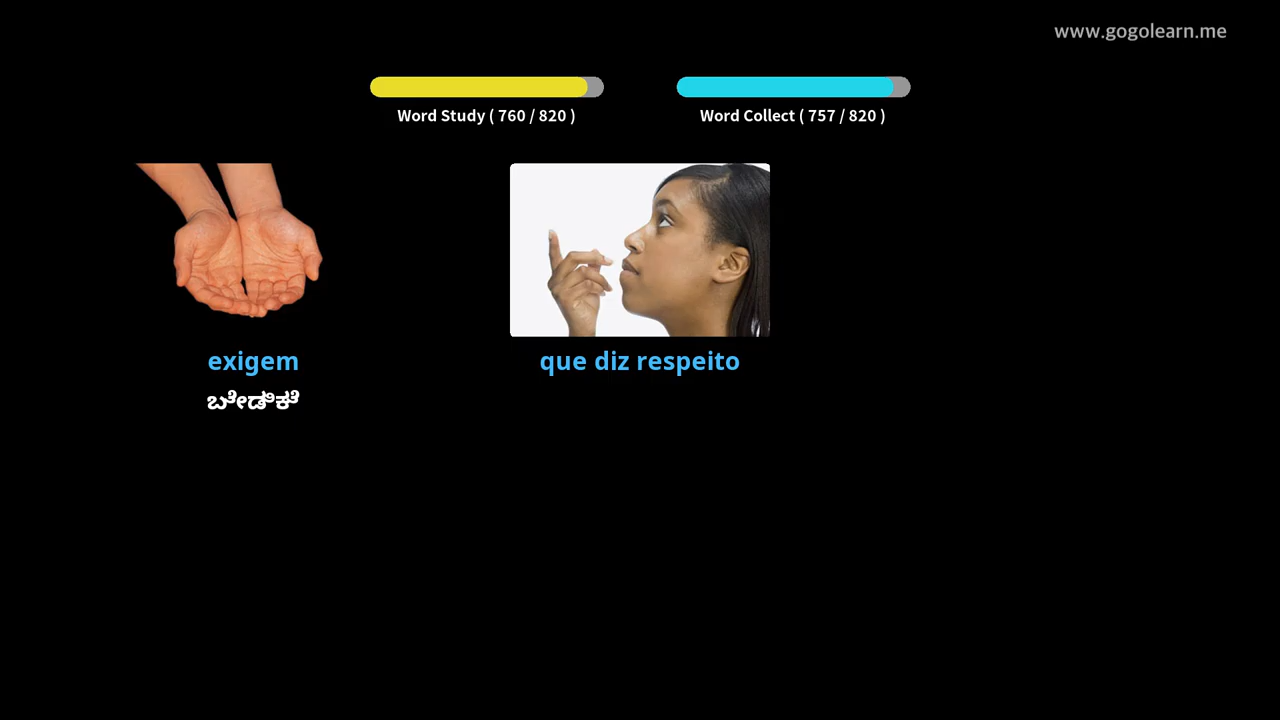 www.gogolearn.me
Word Study ( 760 / 820 )
Word Collect ( 757 / 820 )
exigem
que diz respeito
ಬೇಡಿಕೆ